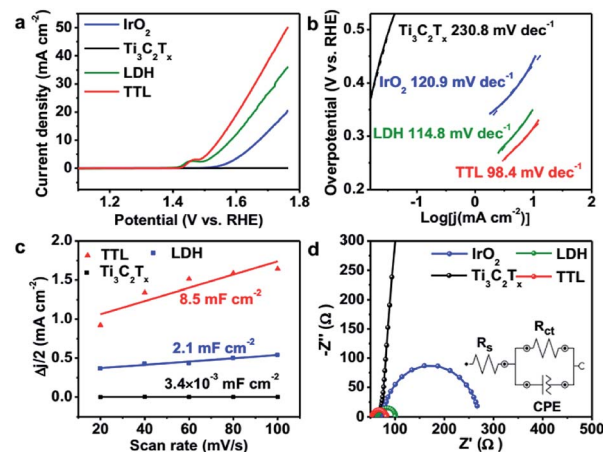 a
IrO₂
Ti₃C₂Tₓ
LDH
TTL
Current density (mA cm⁻²)
60
50
40
30
20
10
0
1.2 1.4 1.6 1.8
Potential (V vs. RHE)
b
Ti₃C₂Tₓ 230.8 mV dec⁻¹
IrO₂ 120.9 mV dec⁻¹
LDH 114.8 mV dec⁻¹
TTL 98.4 mV dec⁻¹
Overpotential (V vs. RHE)
0.5
0.4
0.3
0.2
-1 0 1 2
Log[j(mA cm⁻²)]
c
TTL LDH
Ti₃C₂Tₓ
8.5 mF cm⁻²
2.1 mF cm⁻²
3.4×10⁻³ mF cm⁻²
Δj/2 (mA cm⁻²)
2.0
1.5
1.0
0.5
0.0
20 40 60 80 100
Scan rate (mV/s)
d
IrO₂ LDH
Ti₃C₂Tₓ TTL
Rs
Rct
CPE
-Z'' (Ω)
300
250
200
150
100
50
0
0 100 200 300 400 500
Z' (Ω)